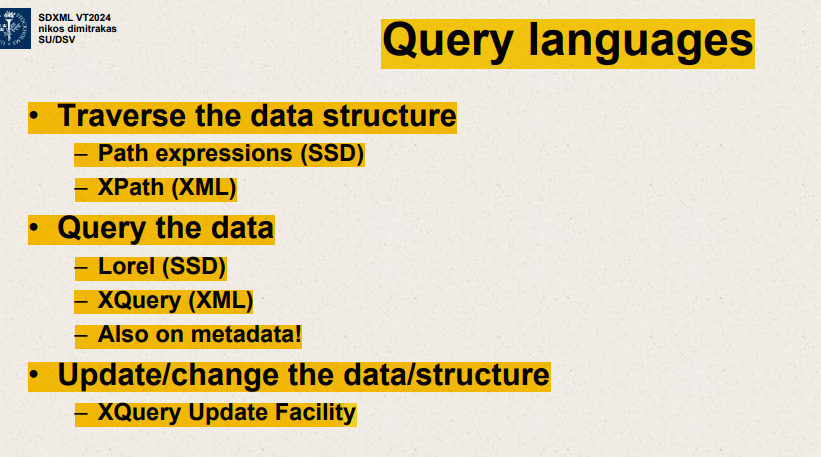 SDXML VT2024
nikos dimitrakas
SU/DSV
Query languages
• Traverse the data structure
– Path expressions (SSD)
– XPath (XML)
• Query the data
– Lorel (SSD)
– XQuery (XML)
– Also on metadata!
• Update/change the data/structure
– XQuery Update Facility